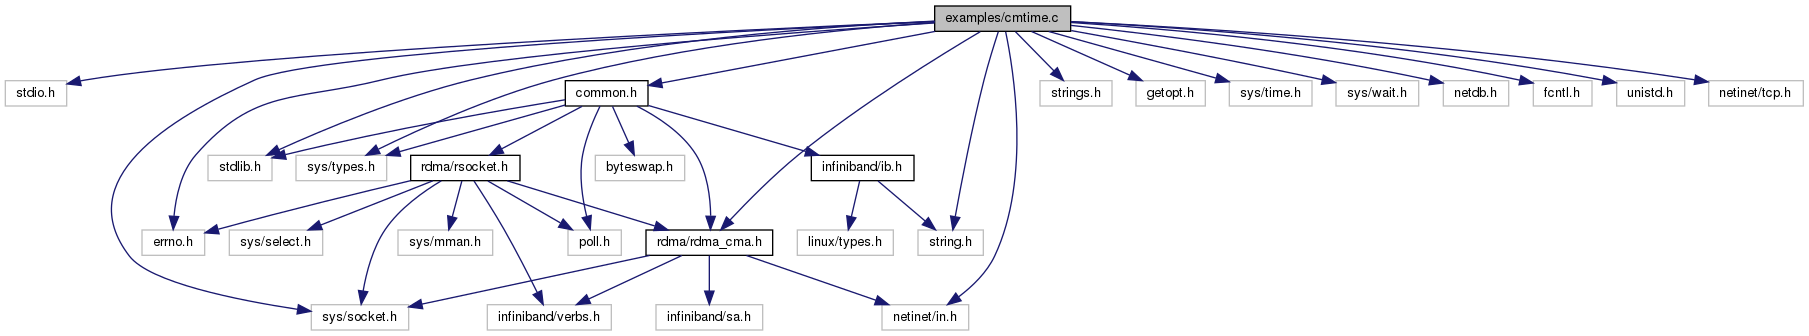 examples/cmtime.c
stdio.h
common.h
strings.h
getopt.h
sys/time.h
sys/wait.h
netdb.h
fcntl.h
unistd.h
netinet/tcp.h
stdlib.h
sys/types.h
rdma/rsocket.h
byteswap.h
infiniband/ib.h
errno.h
sys/select.h
sys/mman.h
poll.h
rdma/rdma_cma.h
linux/types.h
string.h
sys/socket.h
infiniband/verbs.h
infiniband/sa.h
netinet/in.h